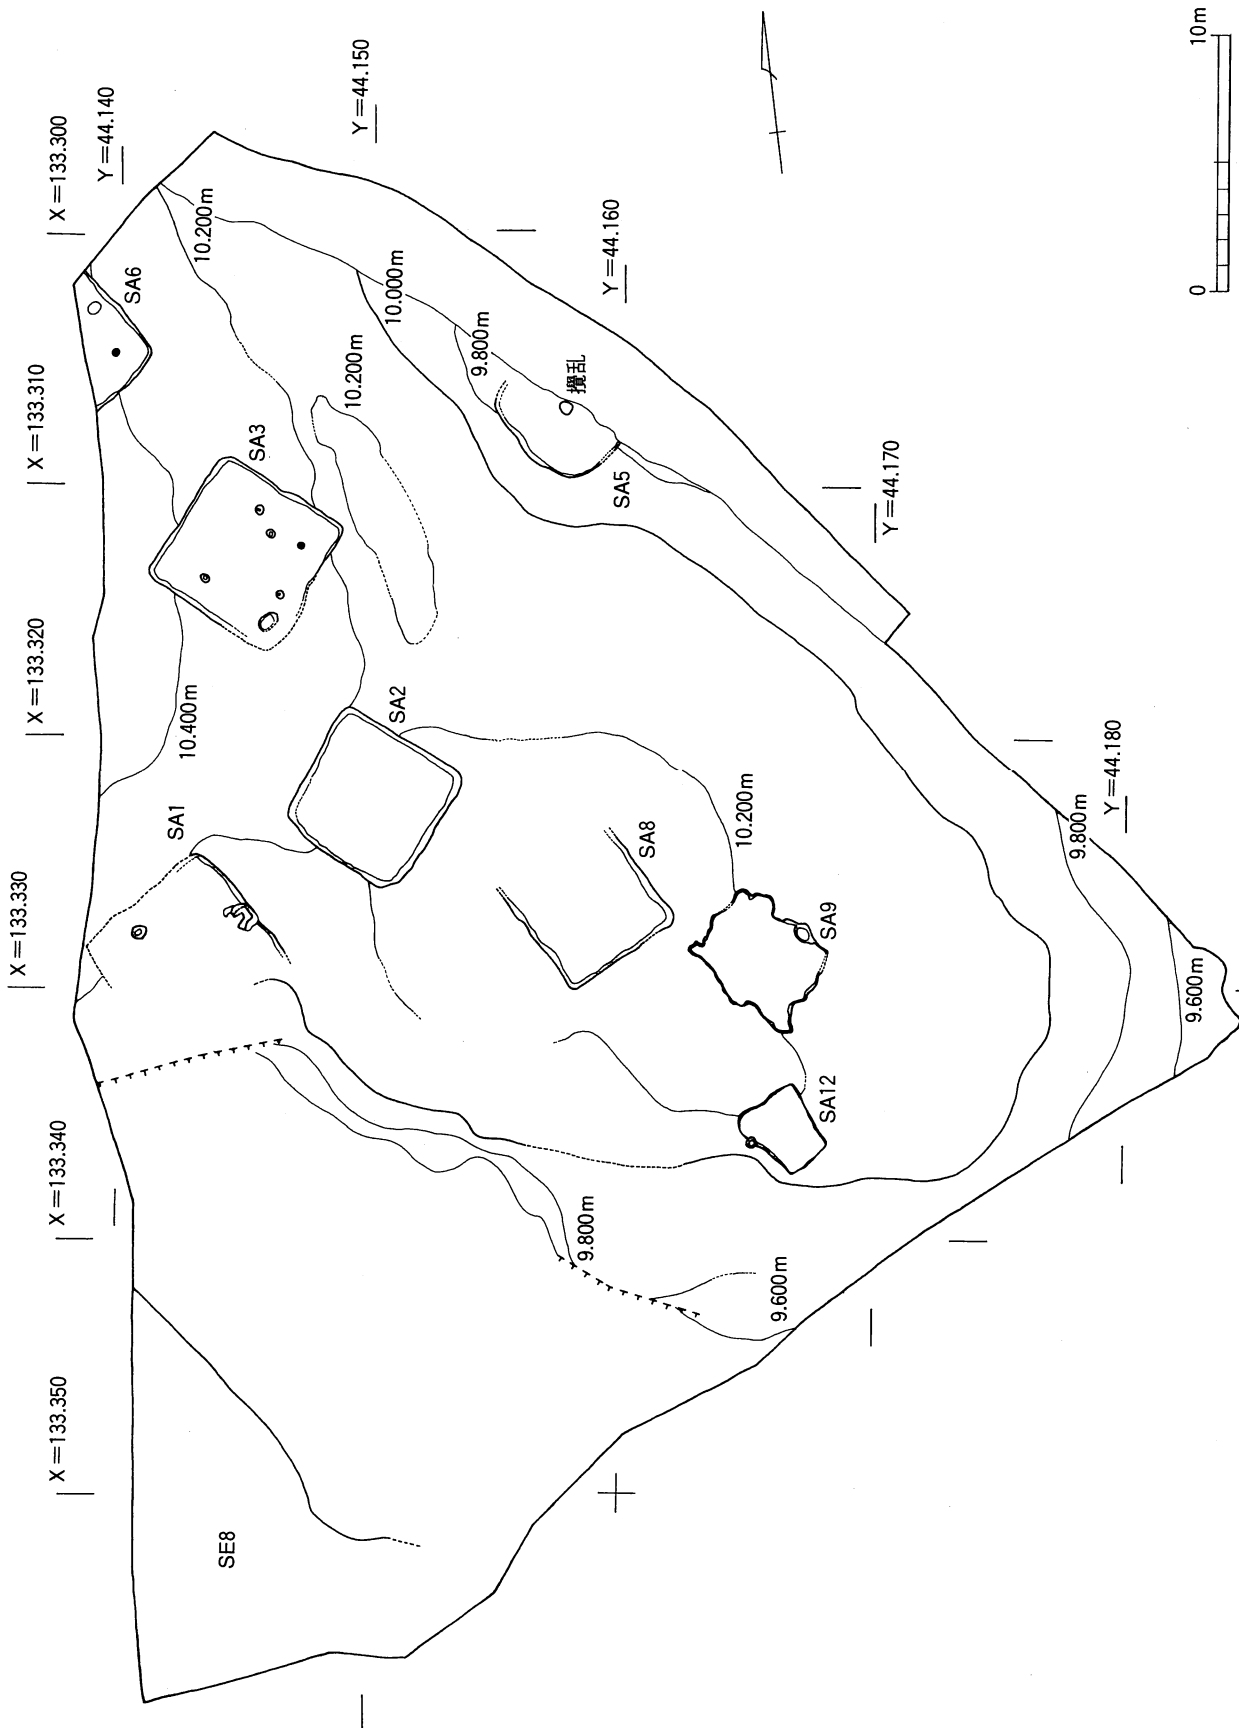 X=133.300
X=133.310
X=133.320
X=133.330
X=133.340
X=133.350
Y=44.140
Y=44.150
Y=44.160
Y=44.170
Y=44.180
10m
0
10.200m
SA6
10.000m
9.800m
攪乱
SA5
10.200m
SA3
10.400m
SA2
SA1
SA8
10.200m
SA9
SA12
9.800m
9.600m
9.800m
9.600m
SE8